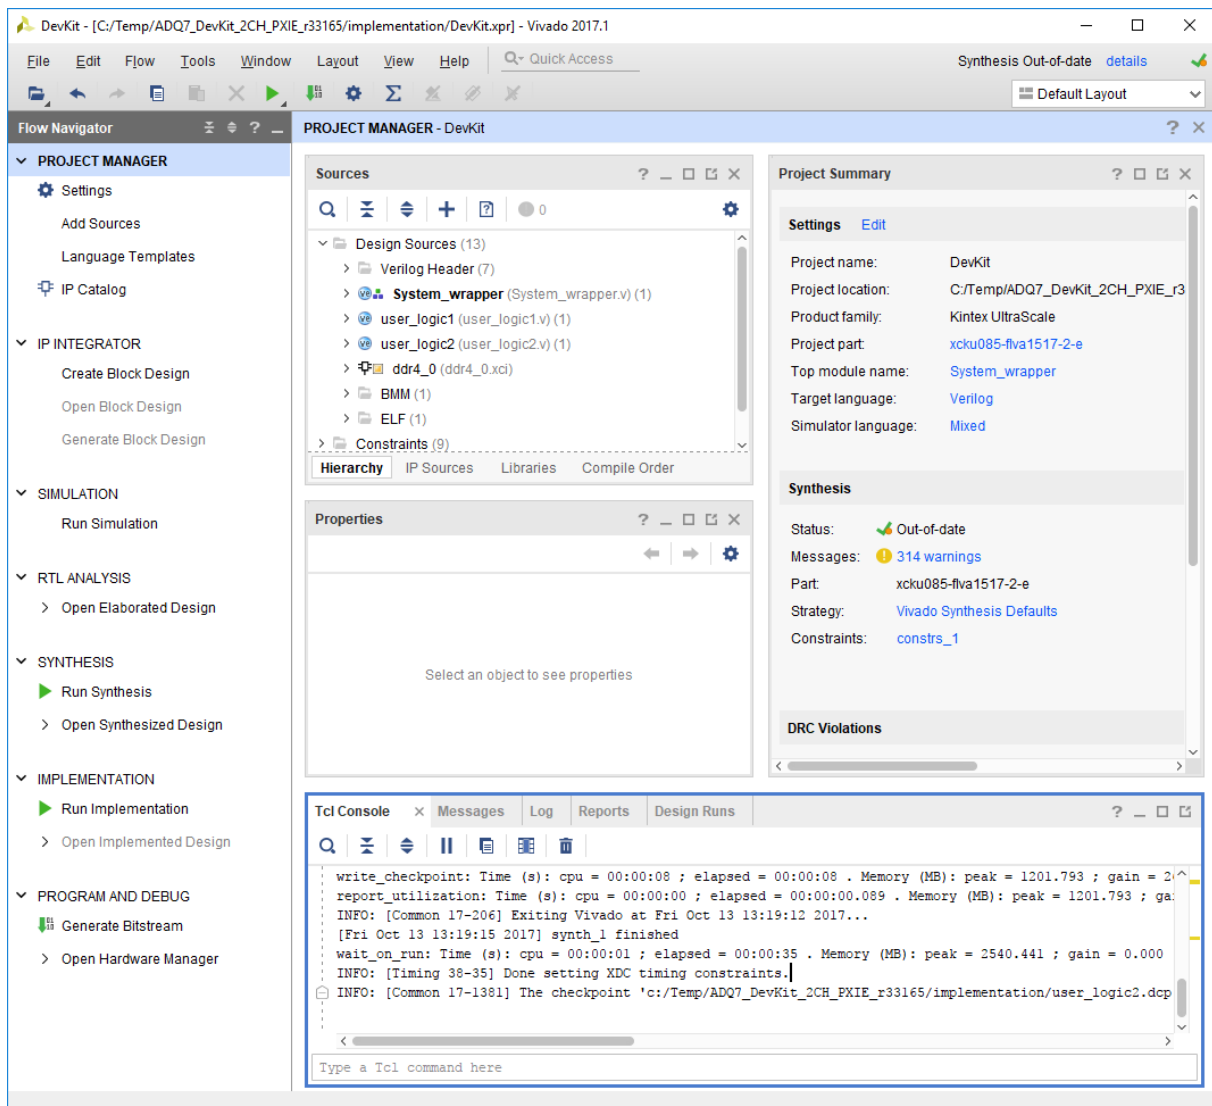 DevKit - [C:/Temp/ADQ7_DevKit_2CH_PXIE_r33165/implementation/DevKit.xpr] - Vivado 2017.1
File Edit Flow Tools Window Layout View Help Quick Access
Synthesis Out-of-date details
Default Layout
Flow Navigator
PROJECT MANAGER
Settings
Add Sources
Language Templates
IP Catalog
IP INTEGRATOR
Create Block Design
Open Block Design
Generate Block Design
SIMULATION
Run Simulation
RTL ANALYSIS
Open Elaborated Design
SYNTHESIS
Run Synthesis
Open Synthesized Design
IMPLEMENTATION
Run Implementation
Open Implemented Design
PROGRAM AND DEBUG
Generate Bitstream
Open Hardware Manager
PROJECT MANAGER - DevKit
Sources
0
Design Sources (13)
Verilog Header (7)
System_wrapper (System_wrapper.v) (1)
user_logic1 (user_logic1.v) (1)
user_logic2 (user_logic2.v) (1)
ddr4_0 (ddr4_0.xci)
BMM (1)
ELF (1)
Constraints (9)
Hierarchy IP Sources Libraries Compile Order
Properties
Select an object to see properties
Project Summary
Settings Edit
Project name: DevKit
Project location: C:/Temp/ADQ7_DevKit_2CH_PXIE_r3
Product family: Kintex UltraScale
Project part: xcku085-flva1517-2-e
Top module name: System_wrapper
Target language: Verilog
Simulator language: Mixed
Synthesis
Status: Out-of-date
Messages: 314 warnings
Part: xcku085-flva1517-2-e
Strategy: Vivado Synthesis Defaults
Constraints: constrs_1
DRC Violations
Tcl Console Messages Log Reports Design Runs
write_checkpoint: Time (s): cpu = 00:00:08 ; elapsed = 00:00:08 . Memory (MB): peak = 1201.793 ; gain = 2
report_utilization: Time (s): cpu = 00:00:00 ; elapsed = 00:00:00.089 . Memory (MB): peak = 1201.793 ; ga
INFO: [Common 17-206] Exiting Vivado at Fri Oct 13 13:19:12 2017...
[Fri Oct 13 13:19:15 2017] synth_1 finished
wait_on_run: Time (s): cpu = 00:00:01 ; elapsed = 00:00:35 . Memory (MB): peak = 2540.441 ; gain = 0.000
INFO: [Timing 38-35] Done setting XDC timing constraints.
INFO: [Common 17-1381] The checkpoint 'c:/Temp/ADQ7_DevKit_2CH_PXIE_r33165/implementation/user_logic2.dcp
Type a Tcl command here